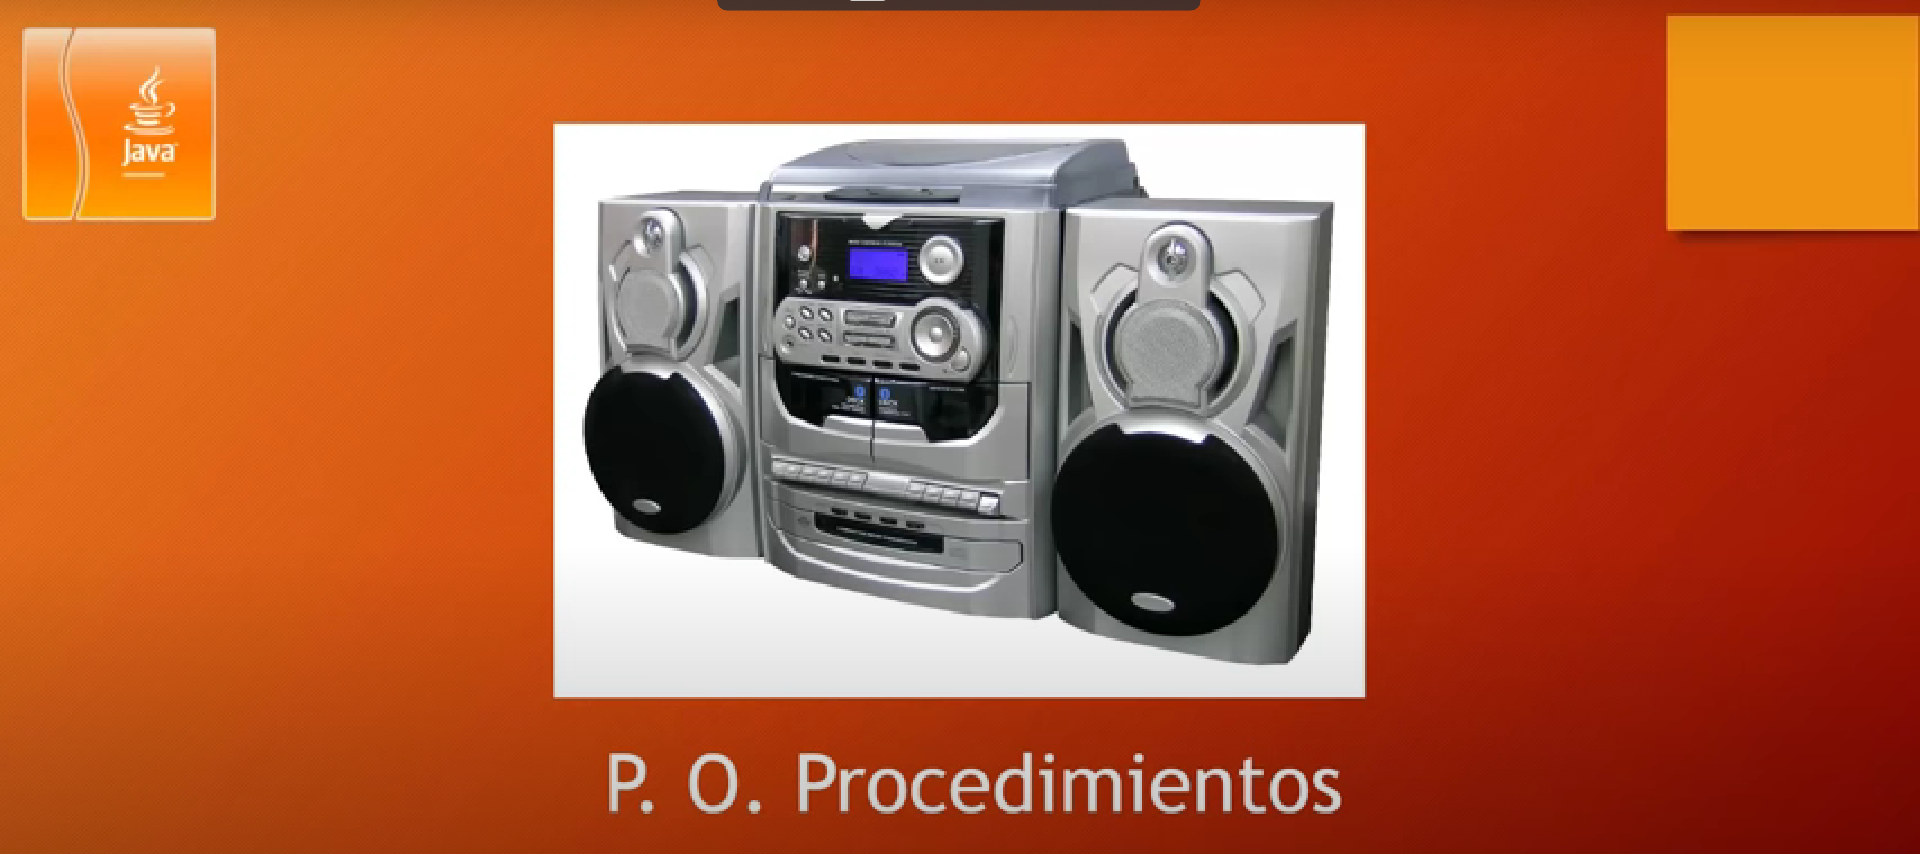 Java
P. O. Procedimientos